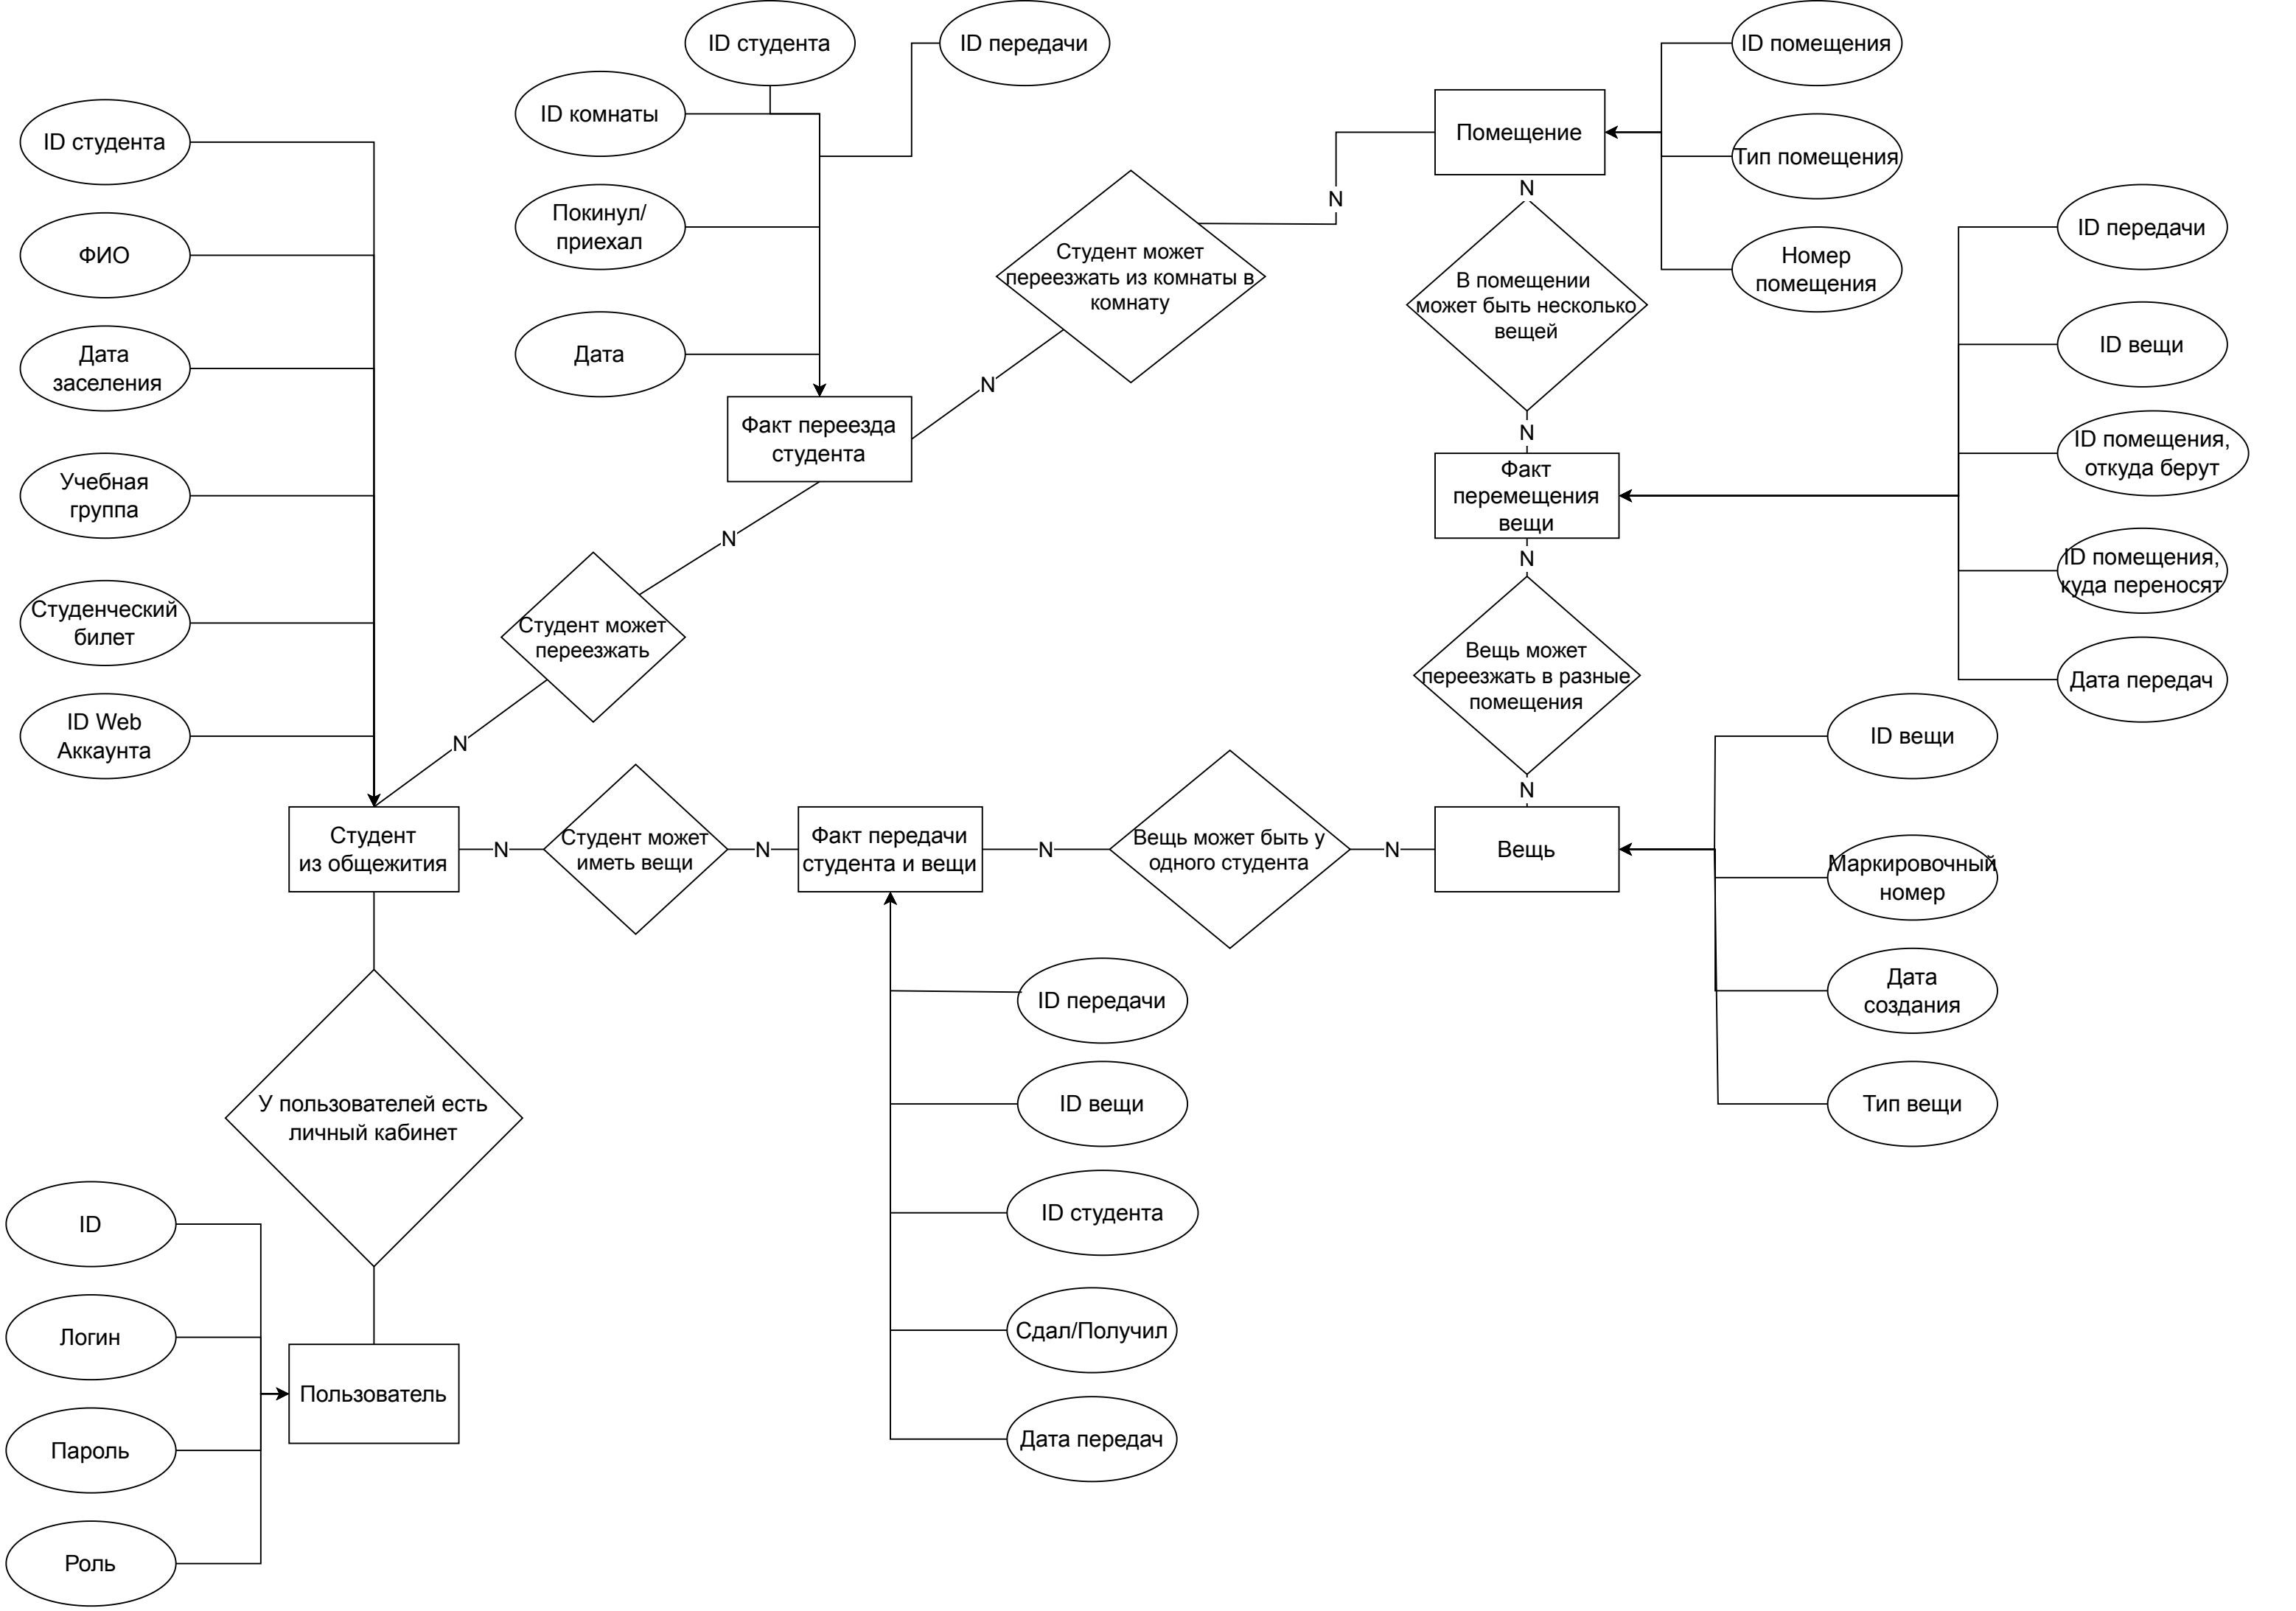 ID студента
ID передачи
ID комнаты
Покинул/
приехал
Дата
ID студента
ФИО
Дата
заселения
Учебная
группа
Студенческий
билет
ID Web
Аккаунта
Факт переезда
студента
Студент может
переезжать из комнаты в
комнату
N
N
Помещение
ID помещения
Тип помещения
Номер
помещения
N
В помещении
может быть несколько
вещей
N
Факт
перемещения
вещи
ID передачи
ID вещи
ID помещения,
откуда берут
ID помещения,
куда переносят
Дата передач
N
Вещь может
переезжать в разные
помещения
N
N
Студент может
переезжать
N
Студент
из общежития
N
Студент может
иметь вещи
N
Факт передачи
студента и вещи
N
Вещь может быть у
одного студента
N
Вещь
ID вещи
Маркировочный
номер
Дата
создания
Тип вещи
ID передачи
ID вещи
ID студента
Сдал/Получил
Дата передач
У пользователей есть
личный кабинет
ID
Логин
Пароль
Роль
Пользователь